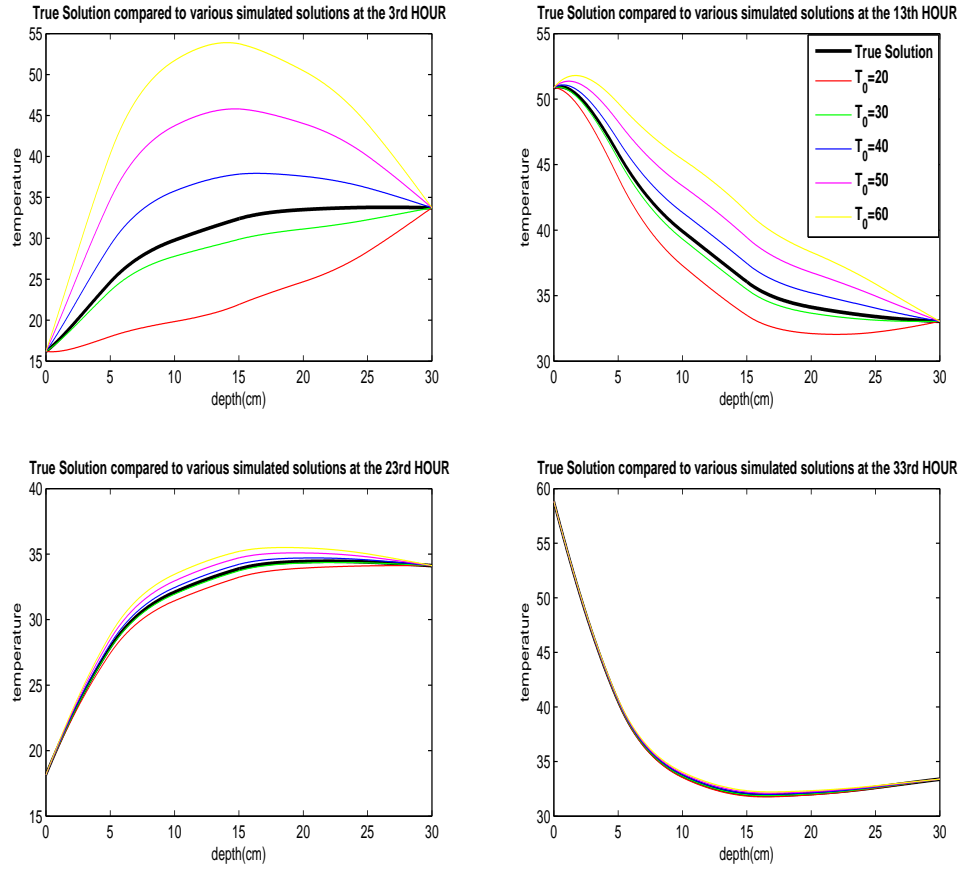 True Solution compared to various simulated solutions at the 3rd HOUR
55
50
45
40
35
30
25
20
15
temperature
0 5 10 15 20 25 30
depth(cm)
True Solution compared to various simulated solutions at the 13th HOUR
55
50
45
40
35
30
temperature
0 5 10 15 20 25 30
depth(cm)
True Solution
T_0=20
T_0=30
T_0=40
T_0=50
T_0=60
True Solution compared to various simulated solutions at the 23rd HOUR
40
35
30
25
20
15
temperature
0 5 10 15 20 25 30
depth(cm)
True Solution compared to various simulated solutions at the 33rd HOUR
60
55
50
45
40
35
30
temperature
0 5 10 15 20 25 30
depth(cm)